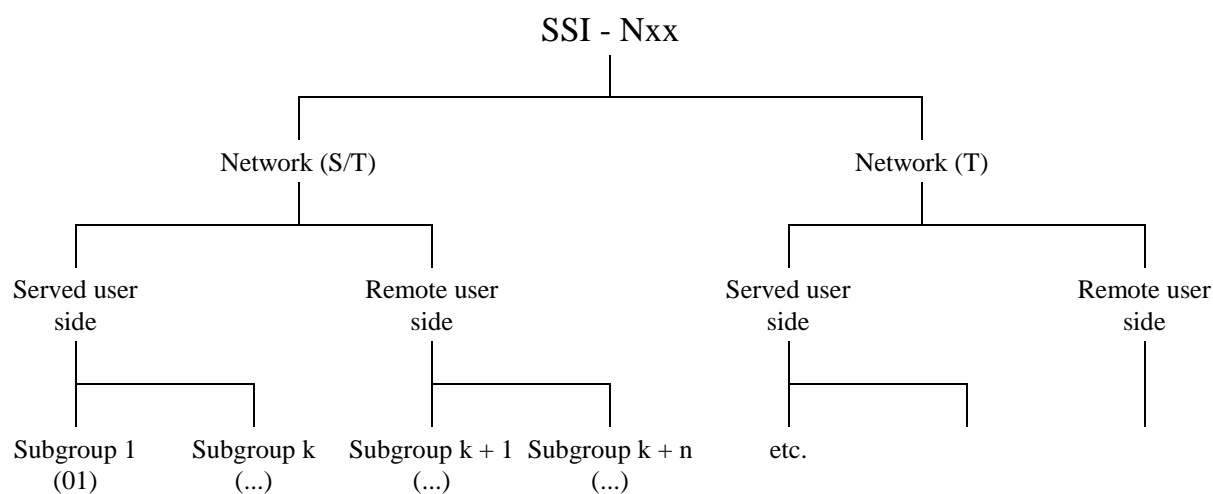 SSI - Nxx
Network (S/T)
Network (T)
Served user
side
Remote user
side
Served user
side
Remote user
side
Subgroup 1
(01)
Subgroup k
(...)
Subgroup k + 1
(...)
Subgroup k + n
(...)
etc.